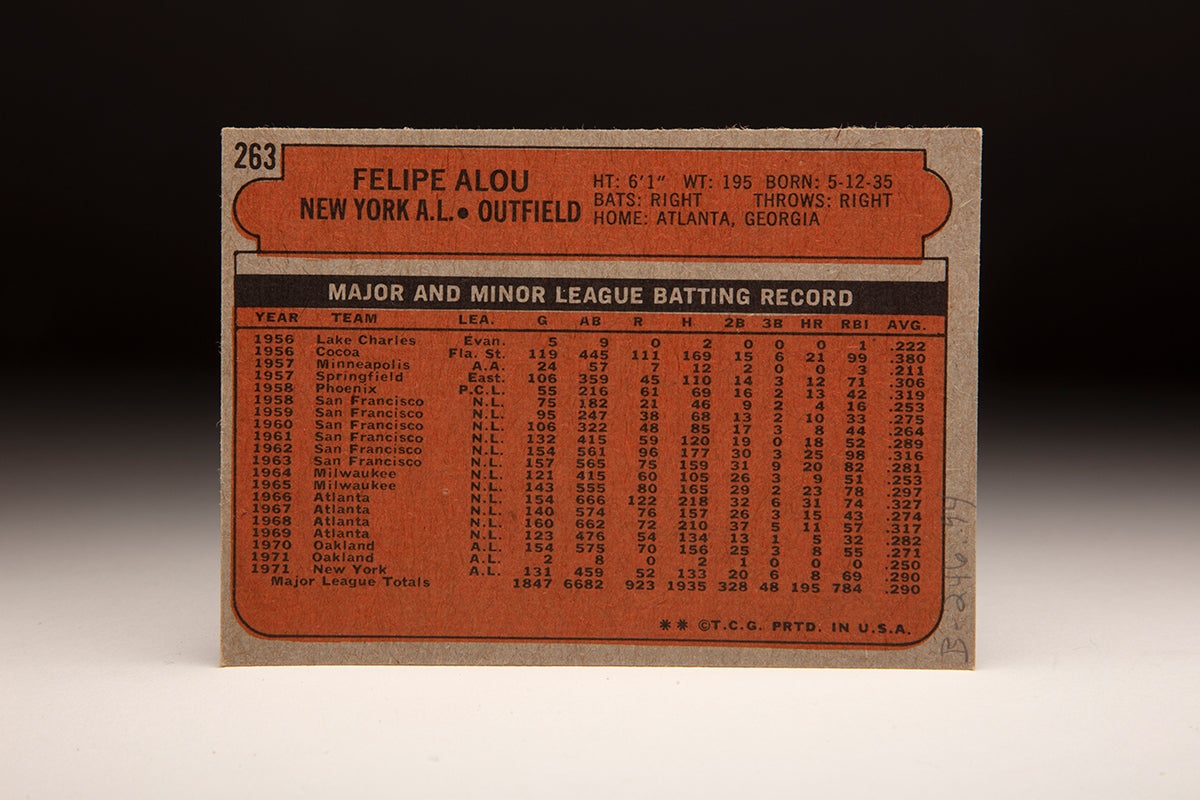 263
FELIPE ALOU
NEW YORK A.L. • OUTFIELD
HT: 6'1" WT: 195 BORN: 5-12-35
BATS: RIGHT THROWS: RIGHT
HOME: ATLANTA, GEORGIA
MAJOR AND MINOR LEAGUE BATTING RECORD
YEAR TEAM LEA. G AB R H 2B 3B HR RBI AVG.
1956 Lake Charles Evan. 5 9 0 2 0 0 0 1 .222
1956 Cocoa Fla. St. 119 445 111 169 15 6 21 99 .380
1957 Minneapolis A.A. 24 57 7 12 2 0 0 3 .211
1957 Springfield East. 106 359 45 110 14 3 12 71 .306
1958 Phoenix P.C.L. 55 216 61 69 16 2 13 42 .319
1958 San Francisco N.L. 75 182 21 46 9 2 4 16 .253
1959 San Francisco N.L. 95 247 38 68 13 2 10 33 .275
1960 San Francisco N.L. 106 322 48 85 17 3 8 44 .264
1961 San Francisco N.L. 132 415 59 120 19 0 18 52 .289
1962 San Francisco N.L. 154 561 96 177 30 3 25 98 .316
1963 San Francisco N.L. 157 565 75 159 31 9 20 82 .281
1964 Milwaukee N.L. 121 415 60 105 26 3 9 51 .253
1965 Milwaukee N.L. 143 555 80 165 29 2 23 78 .297
1966 Atlanta N.L. 154 666 122 218 32 6 31 74 .327
1967 Atlanta N.L. 140 574 76 157 26 3 15 43 .274
1968 Atlanta N.L. 160 662 72 210 37 5 11 57 .317
1969 Atlanta N.L. 123 476 54 134 13 1 5 32 .282
1970 Oakland A.L. 154 575 70 156 25 3 8 55 .271
1971 Oakland A.L. 2 8 0 2 1 0 0 0 .250
1971 New York A.L. 131 459 52 133 20 6 8 69 .290
Major League Totals 1847 6682 923 1935 328 48 195 784 .290
** ©T.C.G. PRTD. IN U.S.A.